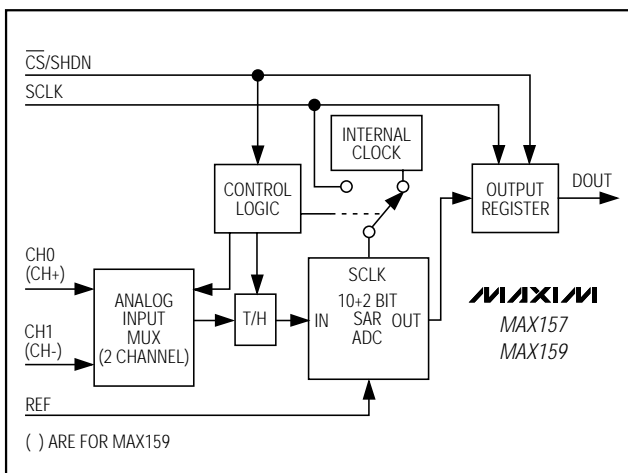 CS/SHDN
SCLK
INTERNAL
CLOCK
CONTROL
LOGIC
OUTPUT
REGISTER
DOUT
CH0
(CH+)
ANALOG
INPUT
MUX
(2 CHANNEL)
CH1
(CH-)
T/H
SCLK
10+2 BIT
IN SAR OUT
ADC
MAXIM
MAX157
MAX159
REF
( ) ARE FOR MAX159